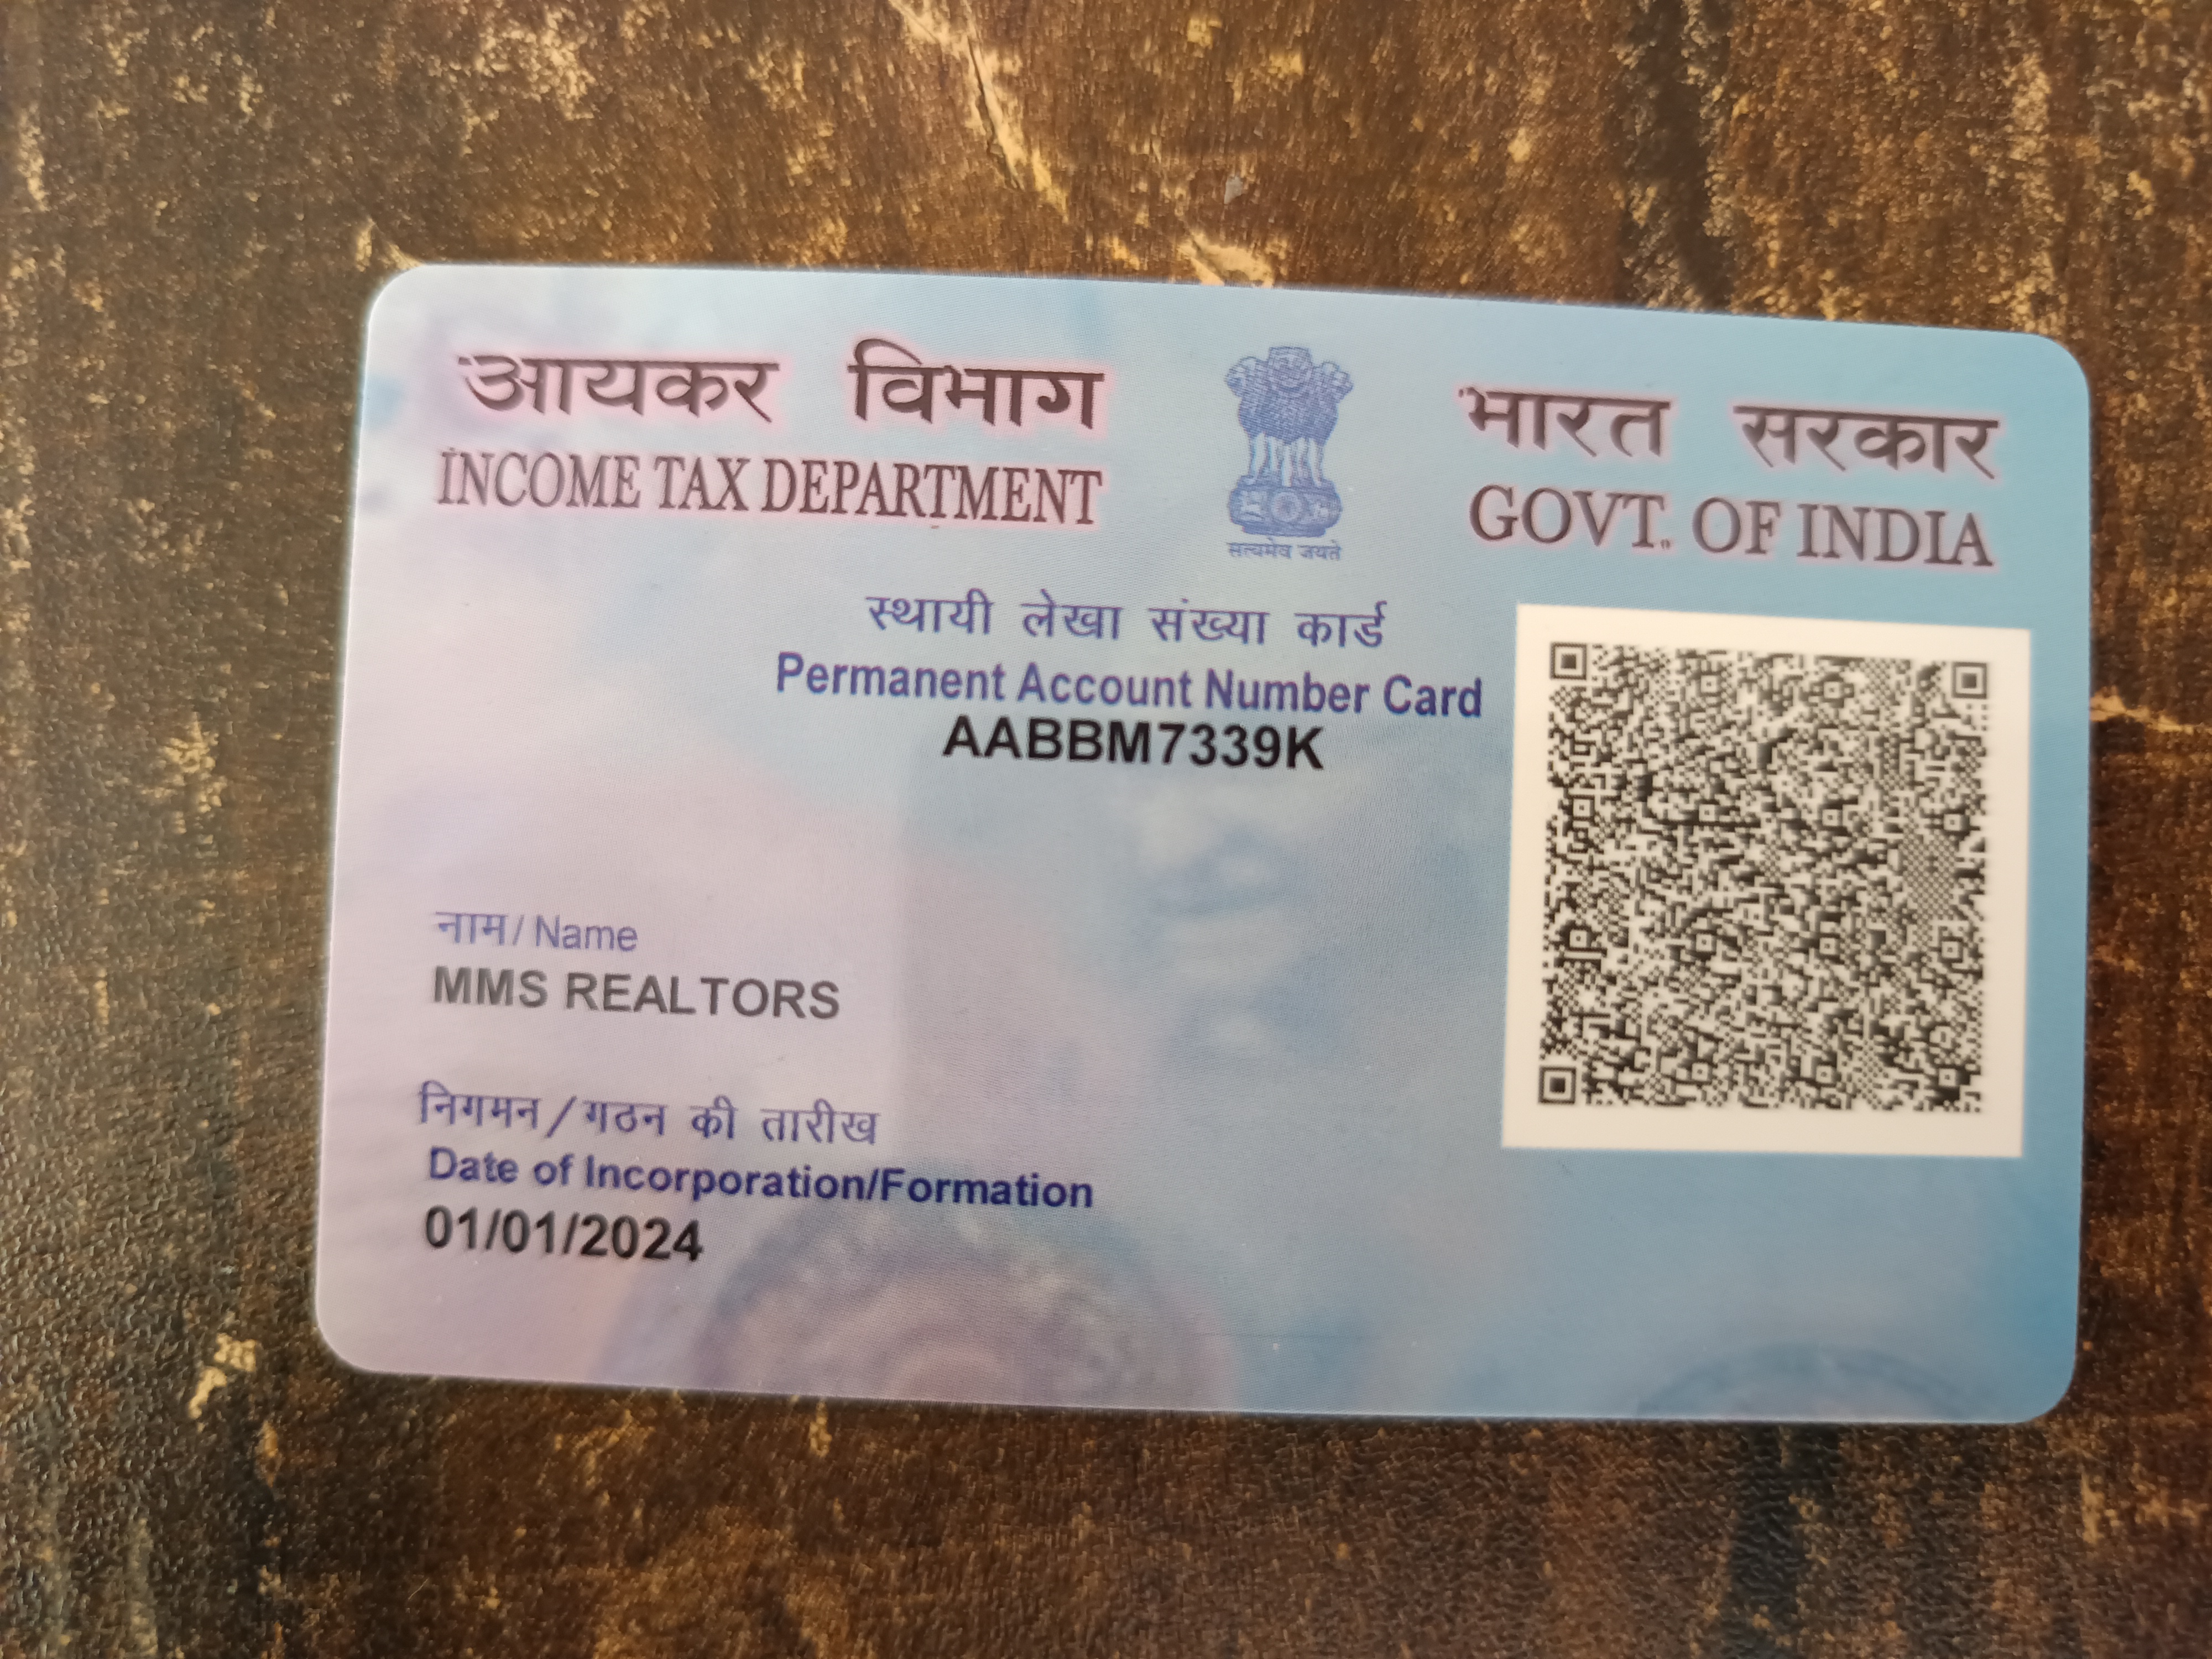 आयकर विभाग
INCOME TAX DEPARTMENT
सत्यमेव जयते
भारत सरकार
GOVT. OF INDIA
स्थायी लेखा संख्या कार्ड
Permanent Account Number Card
AABBM7339K
नाम / Name
MMS REALTORS
निगमन / गठन की तारीख
Date of Incorporation/Formation
01/01/2024